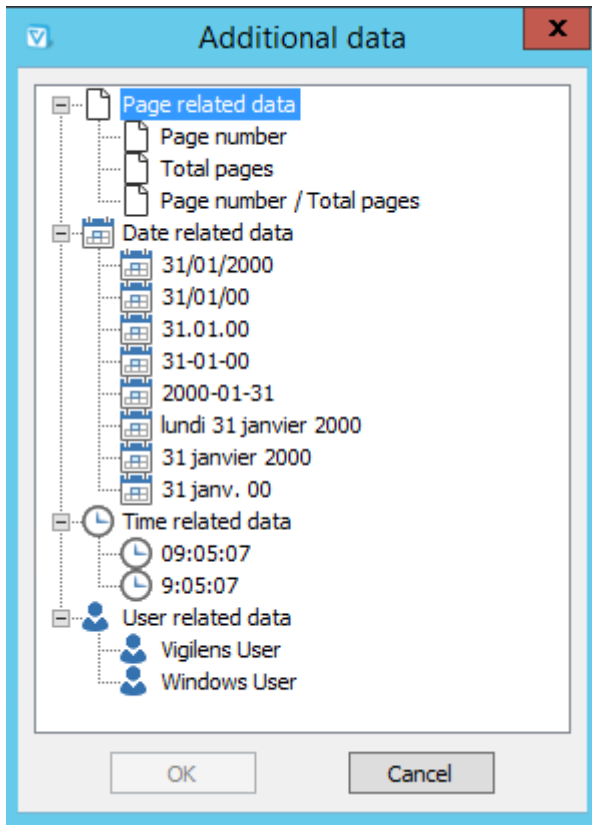 Additional data
x
Page related data
Page number
Total pages
Page number / Total pages
Date related data
31/01/2000
31/01/00
31.01.00
31-01-00
2000-01-31
lundi 31 janvier 2000
31 janvier 2000
31 janv. 00
Time related data
09:05:07
9:05:07
User related data
Vigilens User
Windows User
OK
Cancel